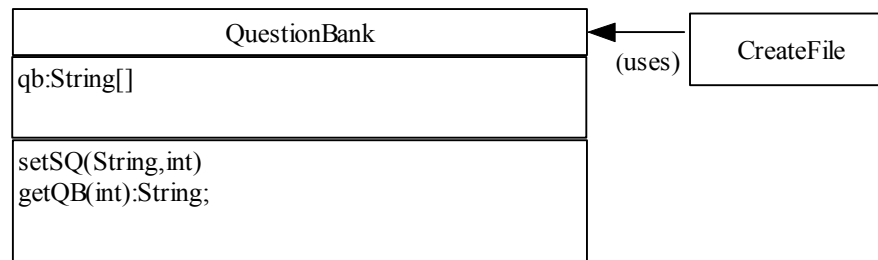 QuestionBank
(uses)
CreateFile
qb:String[]
setSQ(String,int)
getQB(int):String;